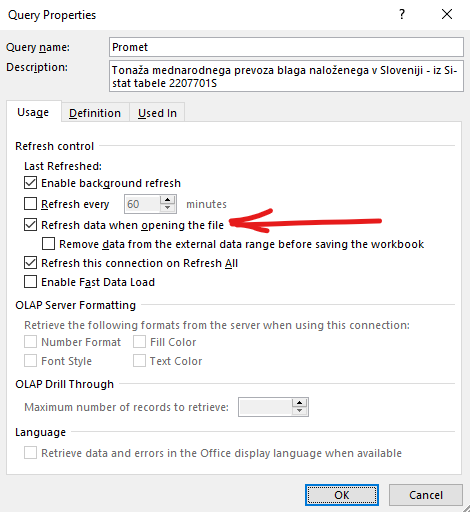 Query Properties
Query name:
Promet
Description:
Tonaža mednarodnega prevoza blaga naloženega v Sloveniji - iz Si-
stat tabele 2207701S
Usage
Definition
Used In
Refresh control
Last Refreshed:
Enable background refresh
Refresh every 60 minutes
Refresh data when opening the file
Remove data from the external data range before saving the workbook
Refresh this connection on Refresh All
Enable Fast Data Load
OLAP Server Formatting
Retrieve the following formats from the server when using this connection:
Number Format Fill Color
Font Style Text Color
OLAP Drill Through
Maximum number of records to retrieve:
Language
Retrieve data and errors in the Office display language when available
OK Cancel